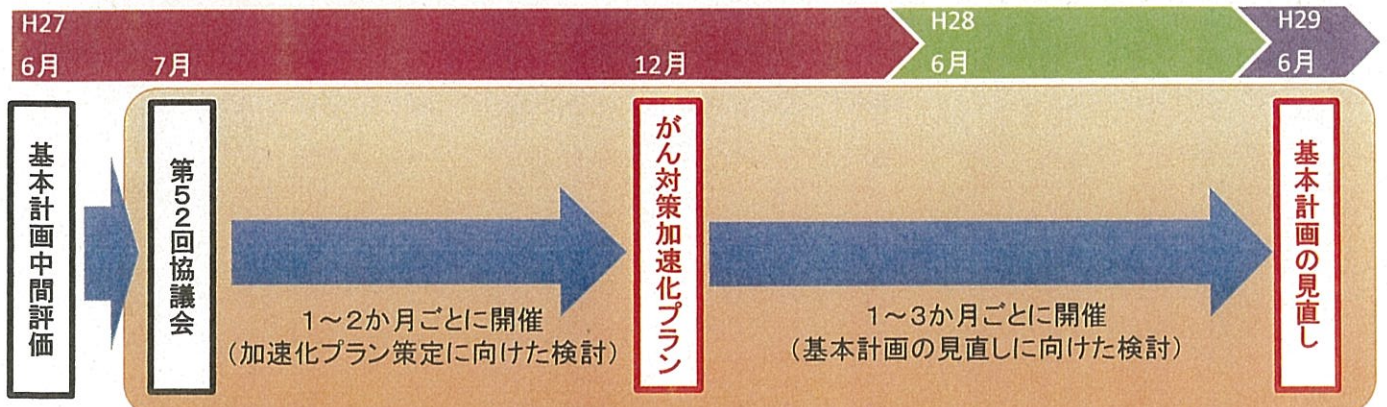 H27
H28
H29
6月
7月
12月
6月
6月
基本計画中間評価
第52回協議会
1～2か月ごとに開催
(加速化プラン策定に向けた検討)
がん対策加速化プラン
1～3か月ごとに開催
(基本計画の見直しに向けた検討)
基本計画の見直し